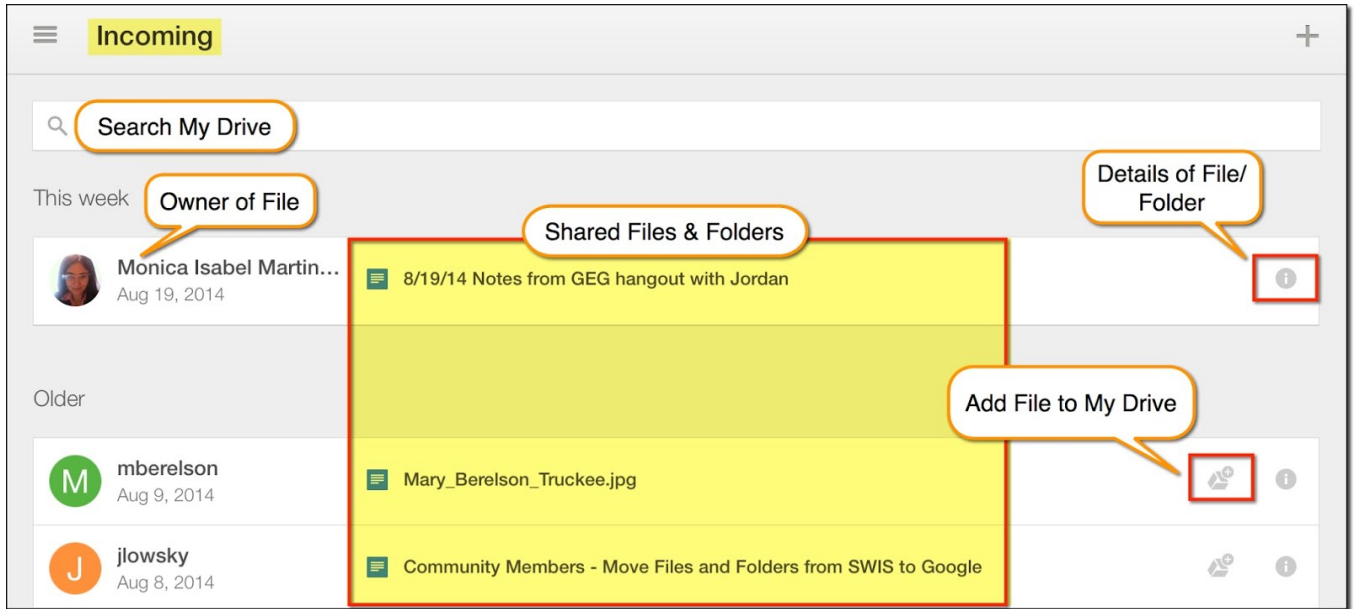 Incoming
Search My Drive
This week
Owner of File
Details of File/
Folder
Shared Files & Folders
Monica Isabel Martin...
Aug 19, 2014
8/19/14 Notes from GEG hangout with Jordan
Older
Add File to My Drive
M
mberelson
Aug 9, 2014
Mary_Berelson_Truckee.jpg
J
jlowsky
Aug 8, 2014
Community Members - Move Files and Folders from SWIS to Google